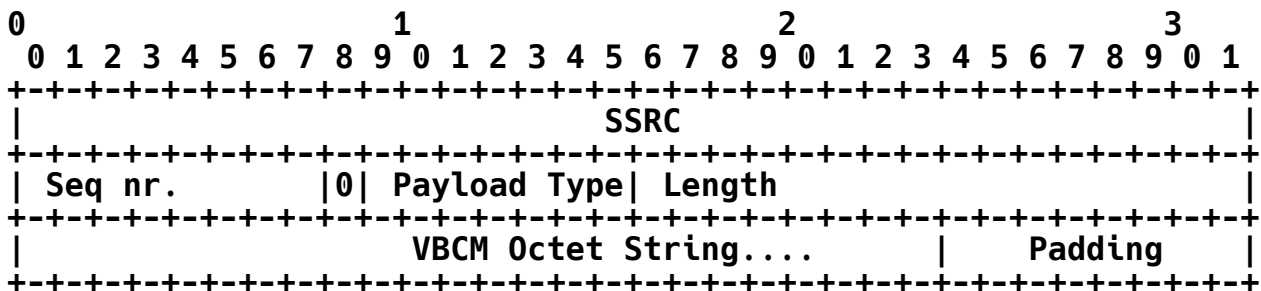 0                   1                   2                   3
 0 1 2 3 4 5 6 7 8 9 0 1 2 3 4 5 6 7 8 9 0 1 2 3 4 5 6 7 8 9 0 1
+-+-+-+-+-+-+-+-+-+-+-+-+-+-+-+-+-+-+-+-+-+-+-+-+-+-+-+-+-+-+-+-+
|                              SSRC                             |
+-+-+-+-+-+-+-+-+-+-+-+-+-+-+-+-+-+-+-+-+-+-+-+-+-+-+-+-+-+-+-+-+
| Seq nr.       |0| Payload Type| Length                        |
+-+-+-+-+-+-+-+-+-+-+-+-+-+-+-+-+-+-+-+-+-+-+-+-+-+-+-+-+-+-+-+-+
|                    VBCM Octet String....      |    Padding    |
+-+-+-+-+-+-+-+-+-+-+-+-+-+-+-+-+-+-+-+-+-+-+-+-+-+-+-+-+-+-+-+-+